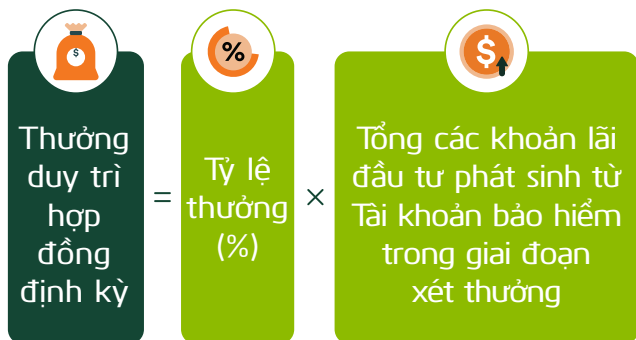 $
%
$
Thưởng
duy trì
hợp
đồng
định kỳ
=
Tỷ lệ
thưởng
(%)
×
Tổng các khoản lãi
đầu tư phát sinh từ
Tài khoản bảo hiểm
trong giai đoạn
xét thưởng